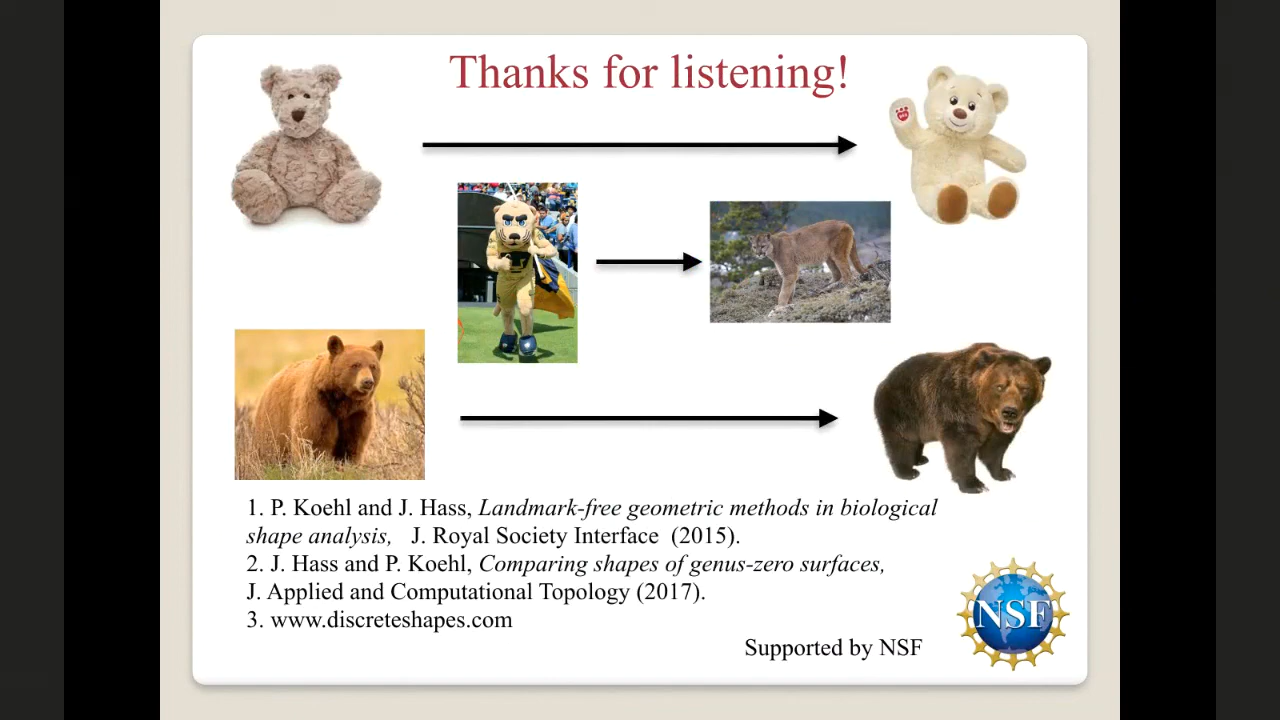 Thanks for listening!
1. P. Koehl and J. Hass, Landmark-free geometric methods in biological
shape analysis, J. Royal Society Interface (2015).
2. J. Hass and P. Koehl, Comparing shapes of genus-zero surfaces,
J. Applied and Computational Topology (2017).
3. www.discreteshapes.com
NSF
Supported by NSF